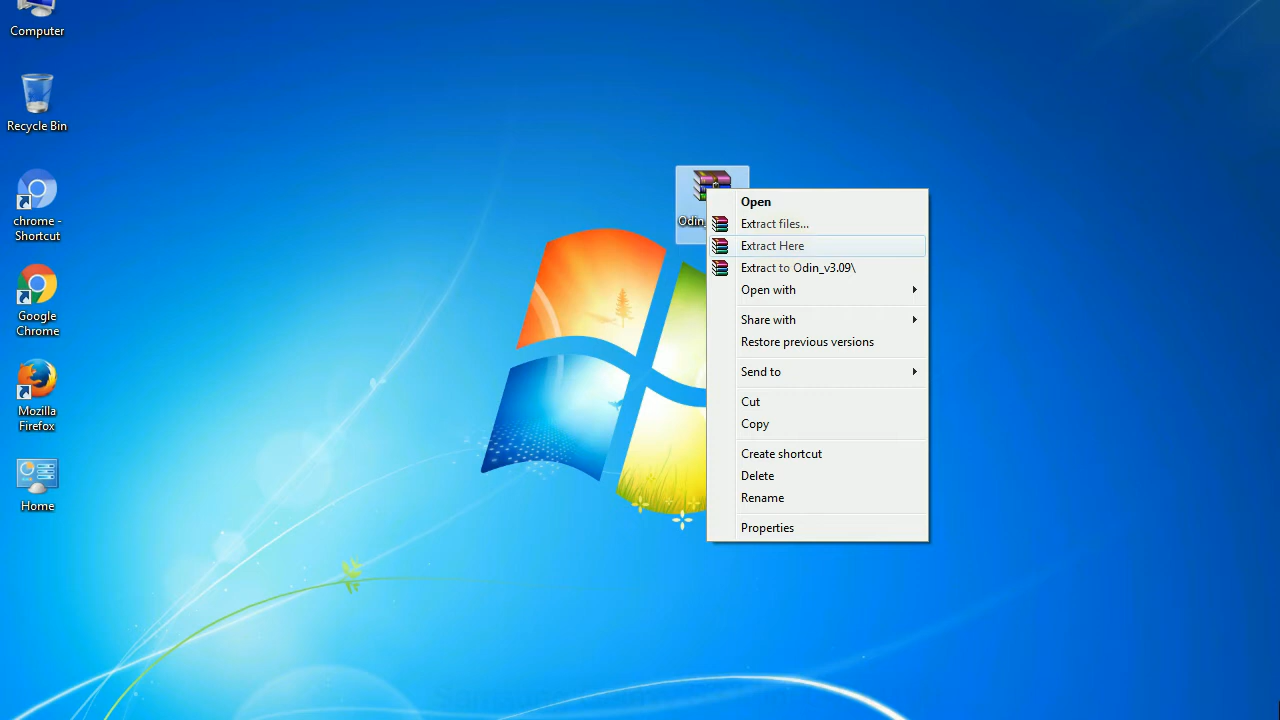 Computer
Recycle Bin
chrome -
Shortcut
Google
Chrome
Mozilla
Firefox
Home
Open
Extract files...
Extract Here
Extract to Odin_v3.09\
Open with
Share with
Restore previous versions
Send to
Cut
Copy
Create shortcut
Delete
Rename
Properties